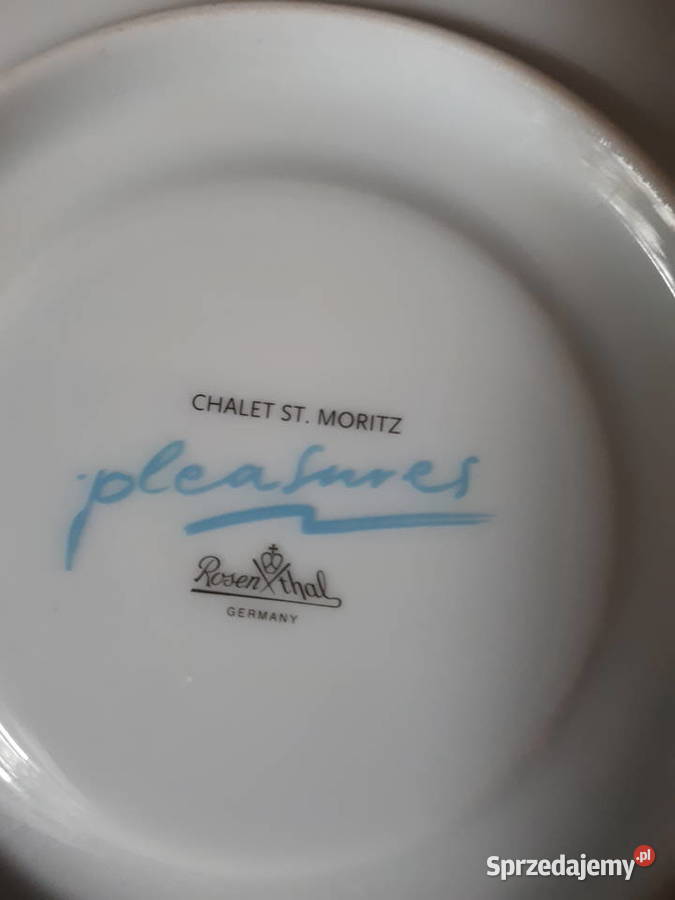 CHALET ST. MORITZ
pleasures
Rosenthal
GERMANY
Sprzedajemy.pl